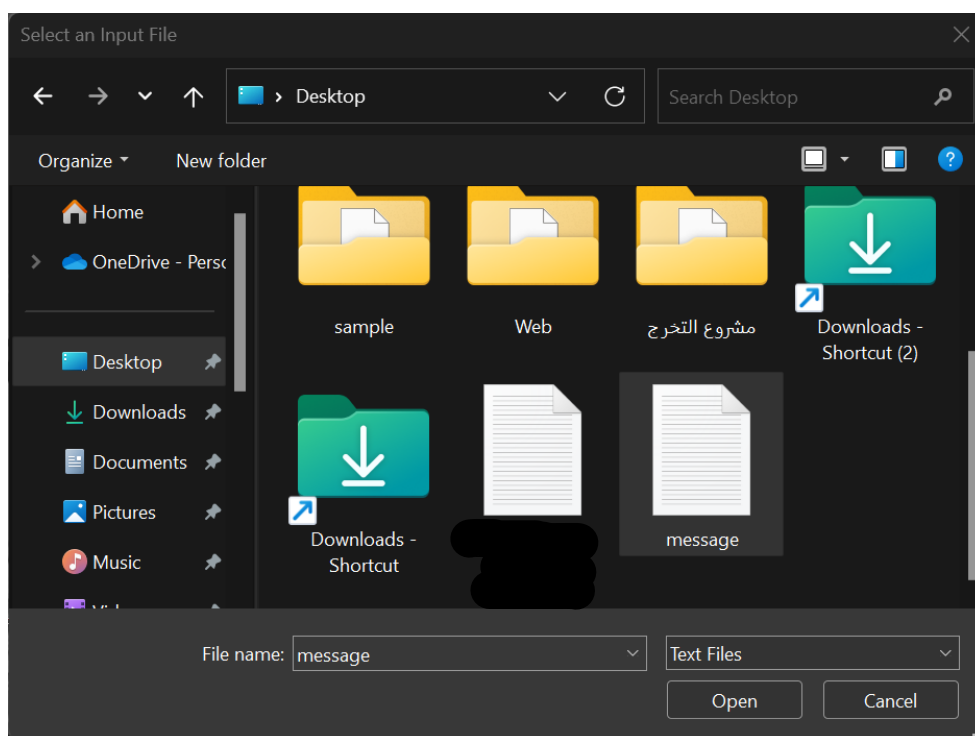 Select an Input File
Desktop
Search Desktop
Organize
New folder
Home
OneDrive - Persc
Desktop
Downloads
Documents
Pictures
Music
sample
Web
مشروع التخرج
Downloads -
Shortcut (2)
Downloads -
Shortcut
message
File name:
message
Text Files
Open
Cancel